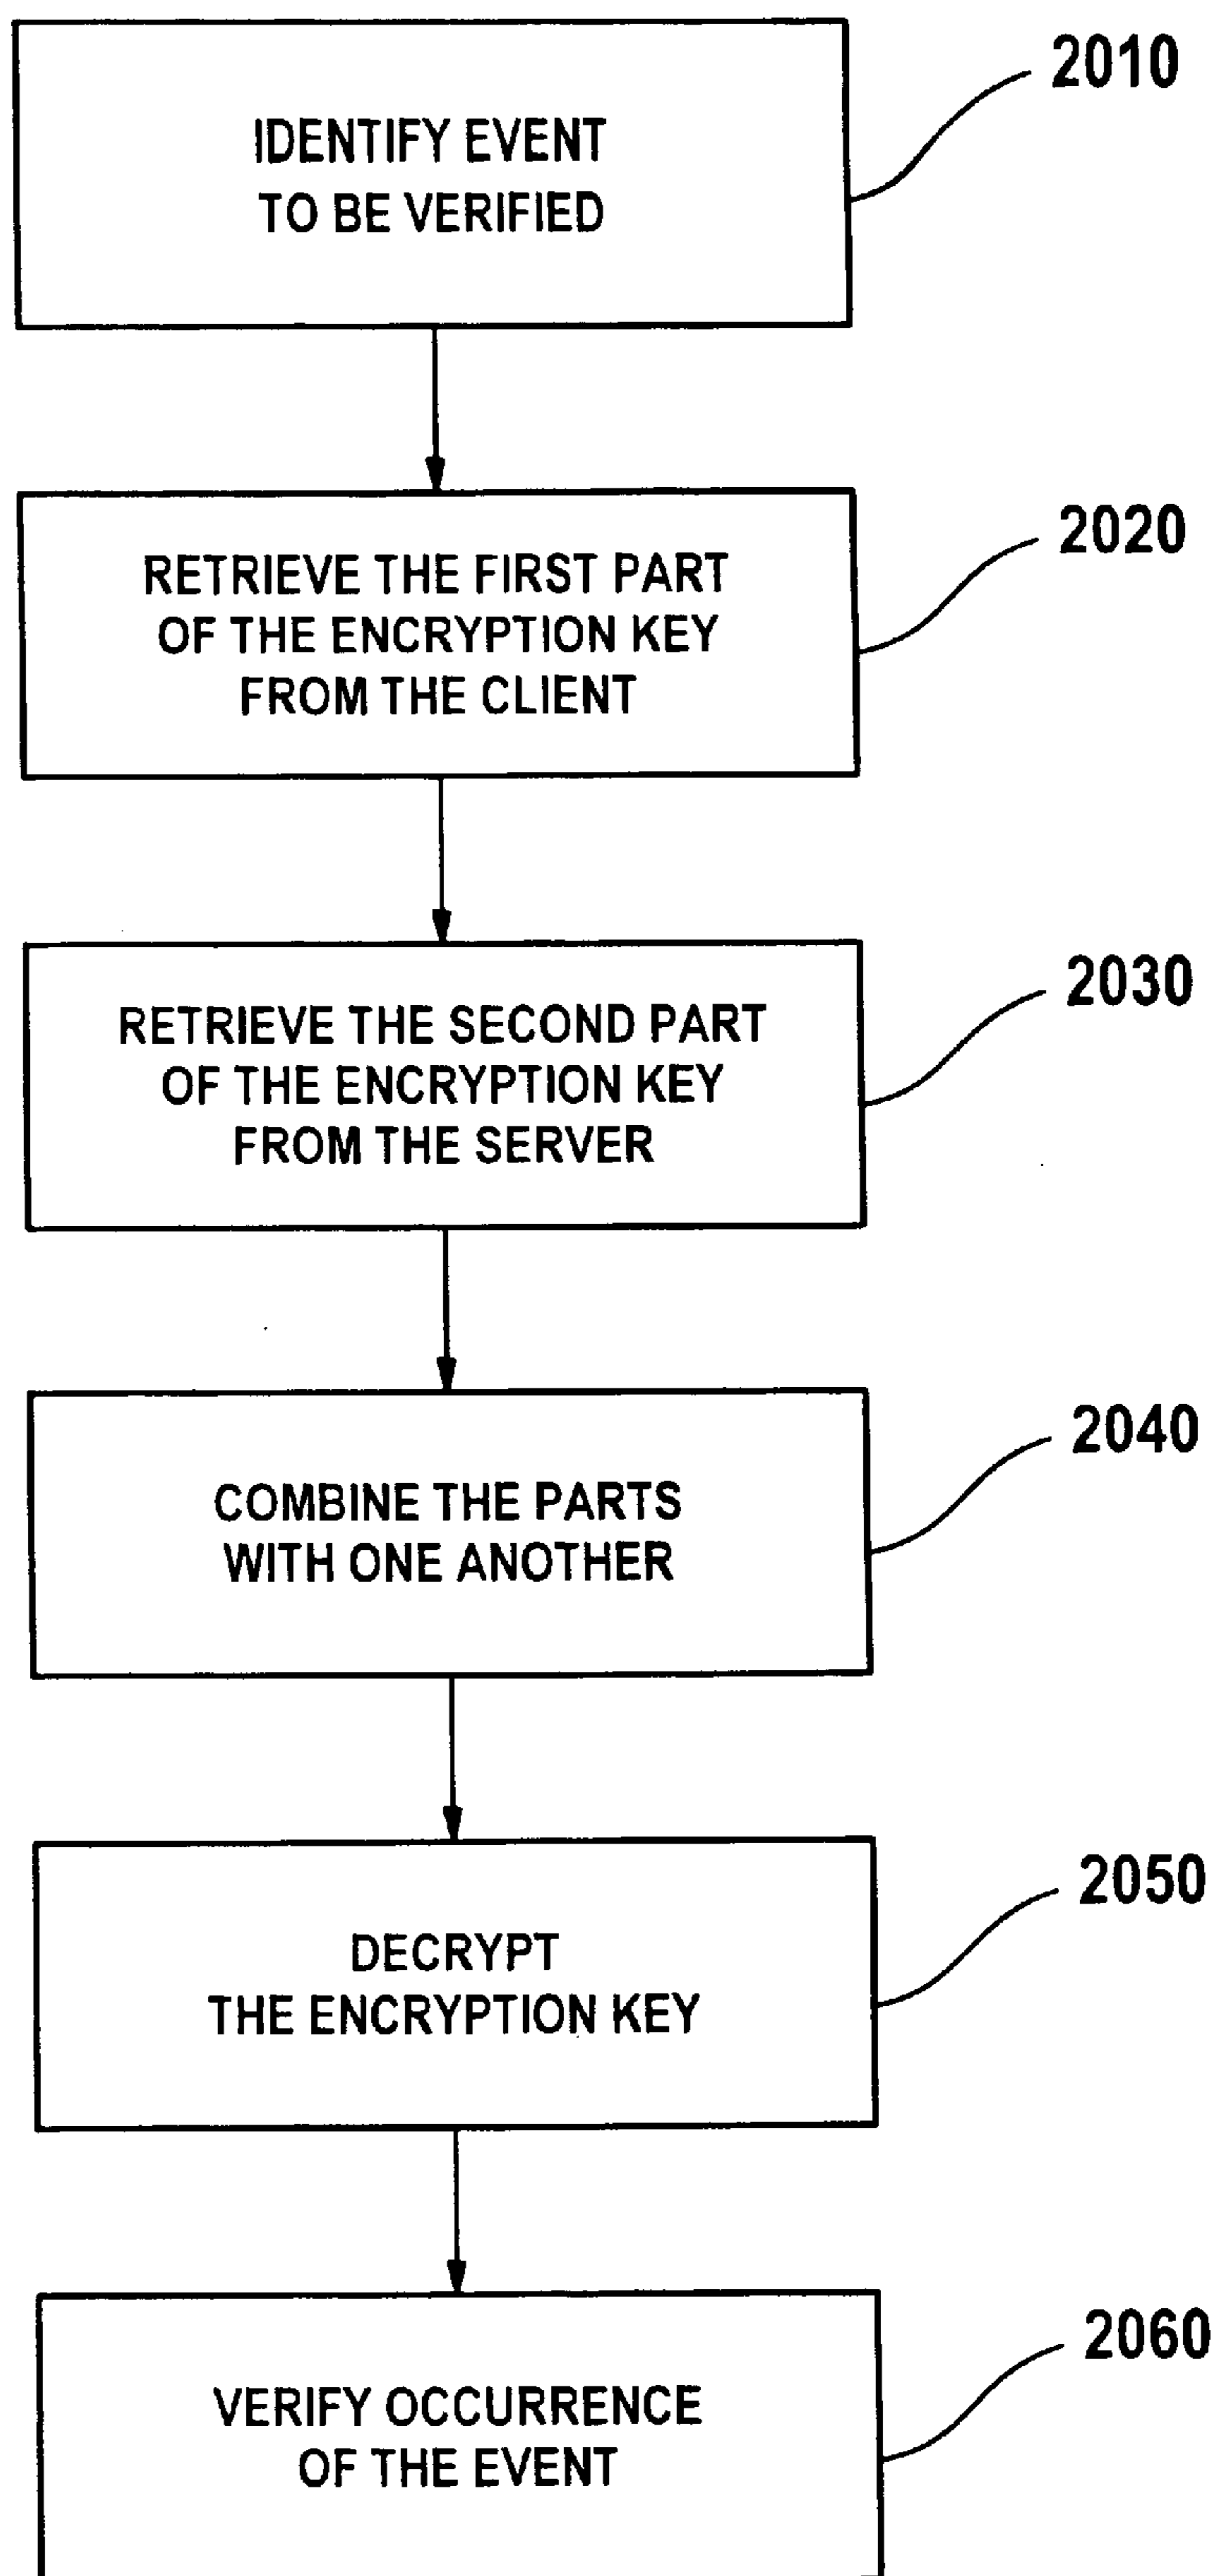 2010
IDENTIFY EVENT
TO BE VERIFIED
2020
RETRIEVE THE FIRST PART
OF THE ENCRYPTION KEY
FROM THE CLIENT
2030
RETRIEVE THE SECOND PART
OF THE ENCRYPTION KEY
FROM THE SERVER
2040
COMBINE THE PARTS
WITH ONE ANOTHER
2050
DECRYPT
THE ENCRYPTION KEY
2060
VERIFY OCCURRENCE
OF THE EVENT